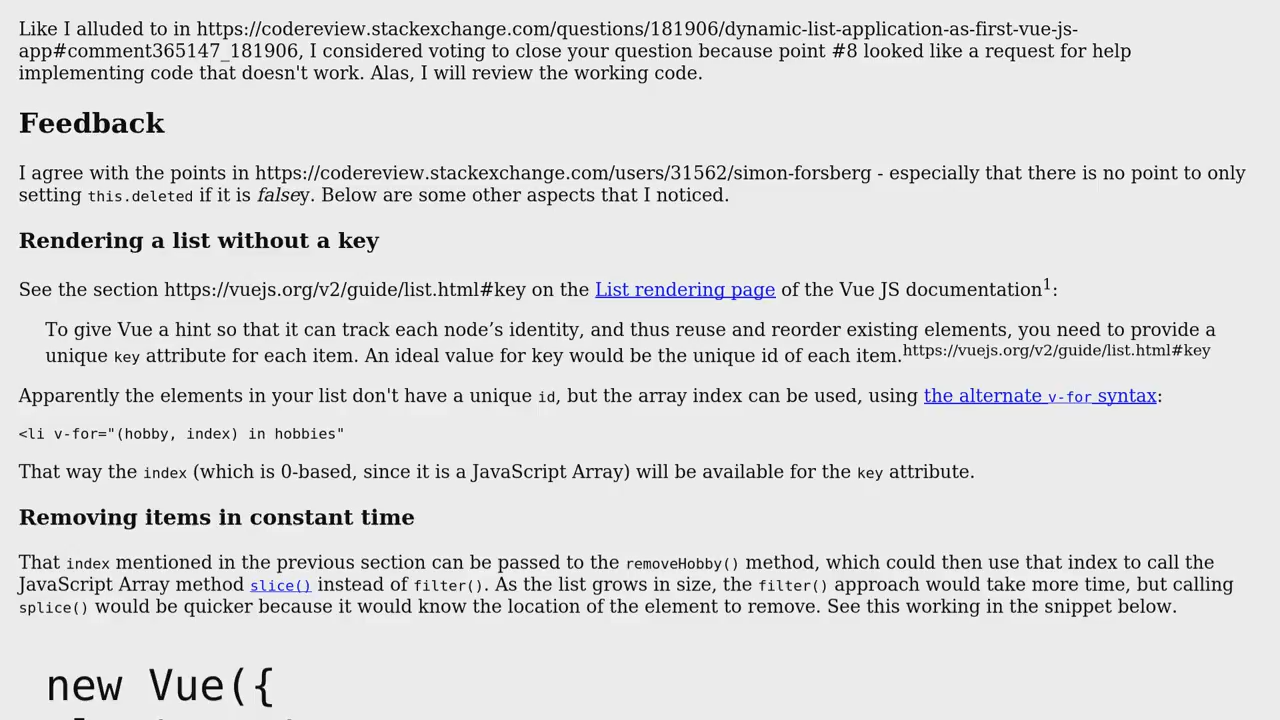 Like I alluded to in https://codereview.stackexchange.com/questions/181906/dynamic-list-application-as-first-vue-js-
app#comment365147_181906, I considered voting to close your question because point #8 looked like a request for help
implementing code that doesn't work. Alas, I will review the working code.
Feedback
I agree with the points in https://codereview.stackexchange.com/users/31562/simon-forsberg - especially that there is no point to only
setting this.deleted if it is falsey. Below are some other aspects that I noticed.
Rendering a list without a key
See the section https://vuejs.org/v2/guide/list.html#key on the List rendering page of the Vue JS documentation1:
To give Vue a hint so that it can track each node’s identity, and thus reuse and reorder existing elements, you need to provide a
unique key attribute for each item. An ideal value for key would be the unique id of each item.https://vuejs.org/v2/guide/list.html#key
Apparently the elements in your list don't have a unique id, but the array index can be used, using the alternate v-for syntax:
<li v-for="(hobby, index) in hobbies"
That way the index (which is 0-based, since it is a JavaScript Array) will be available for the key attribute.
Removing items in constant time
That index mentioned in the previous section can be passed to the removeHobby() method, which could then use that index to call the
JavaScript Array method slice() instead of filter(). As the list grows in size, the filter() approach would take more time, but calling
splice() would be quicker because it would know the location of the element to remove. See this working in the snippet below.
new Vue({